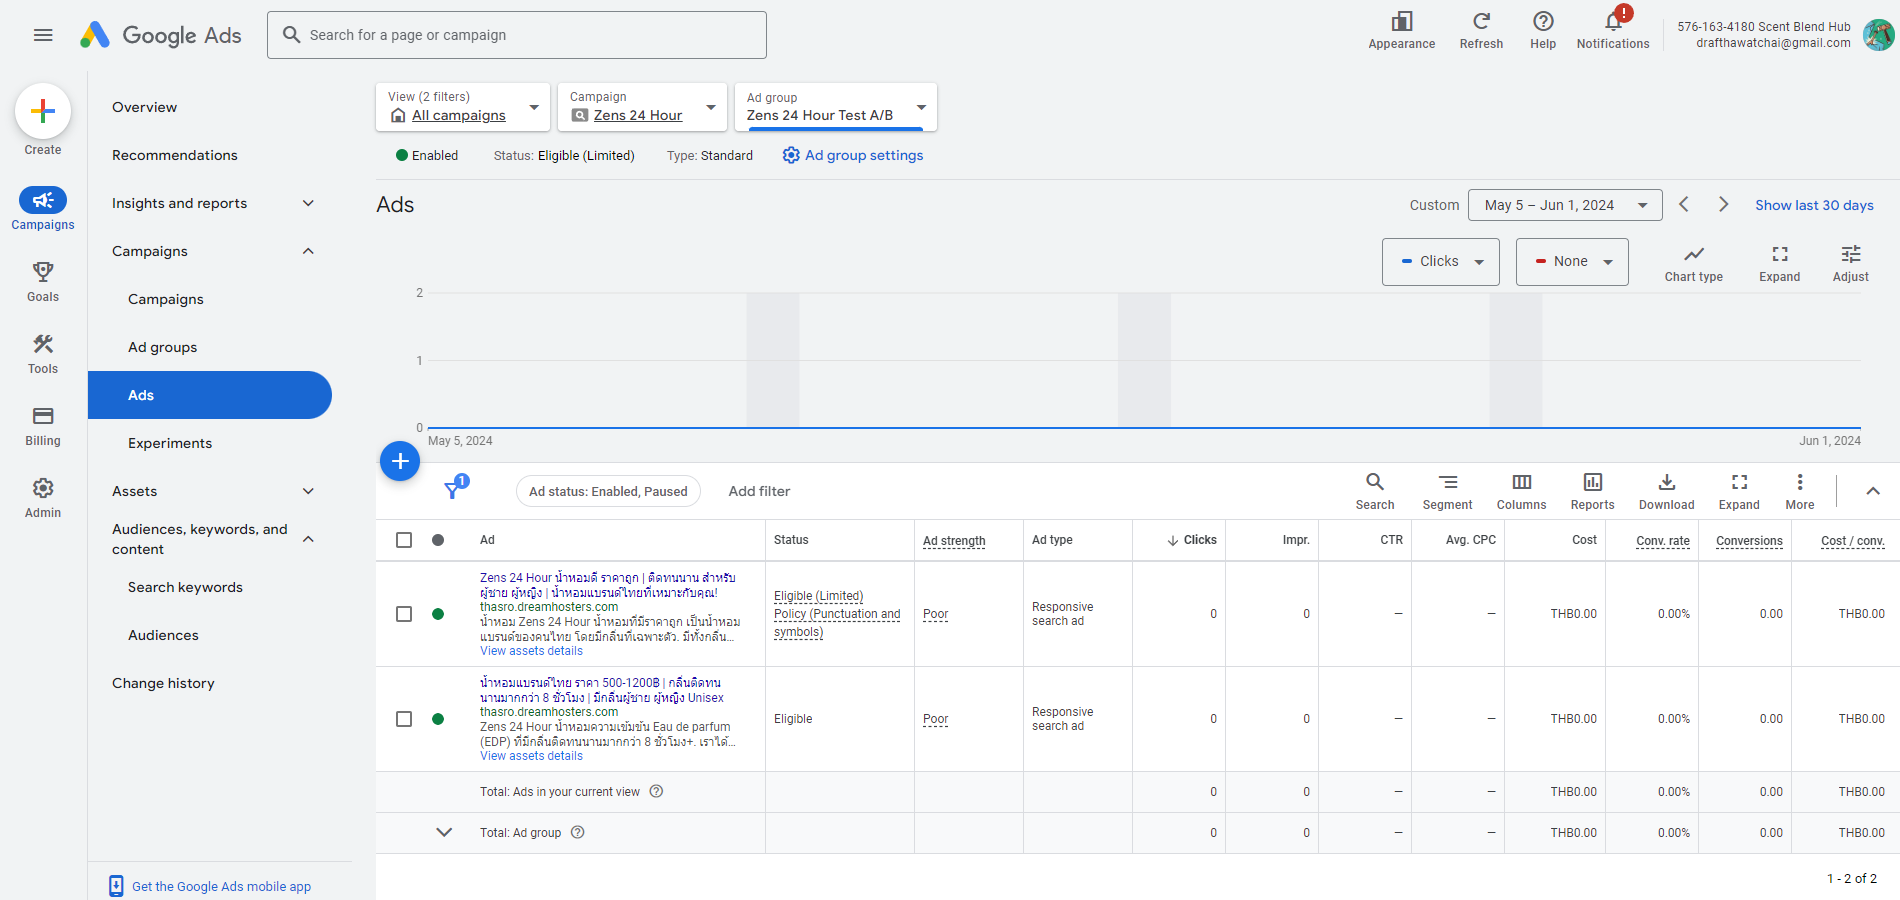 Google Ads
Search for a page or campaign
Appearance
Refresh
Help
Notifications
576-163-4180 Scent Blend Hub
drafthawatchai@gmail.com
Create
Campaigns
Goals
Tools
Billing
Admin
Overview
Recommendations
Insights and reports
Campaigns
Campaigns
Ad groups
Ads
Experiments
Assets
Audiences, keywords, and
content
Search keywords
Audiences
Change history
Get the Google Ads mobile app
View (2 filters)
All campaigns
Campaign
Zens 24 Hour
Ad group
Zens 24 Hour Test A/B
Enabled
Status: Eligible (Limited)
Type: Standard
Ad group settings
Ads
Custom
May 5 – Jun 1, 2024
Show last 30 days
Clicks
None
Chart type
Expand
Adjust
2
1
0
May 5, 2024
Jun 1, 2024
1
Ad status: Enabled, Paused
Add filter
Search
Segment
Columns
Reports
Download
Expand
More
Ad Status Ad strength Ad type Clicks Impr. CTR Avg. CPC Cost Conv. rate Conversions Cost / conv.
Zens 24 Hour น้ำหอมดี ราคาถูก | ติดทนนาน สำหรับ
ผู้ชาย ผู้หญิง | น้ำหอมแบรนด์ไทยที่เหมาะกับคุณ!
thasro.dreamhosters.com
น้ำหอม Zens 24 Hour น้ำหอมที่มีราคาถูก เป็นน้ำหอม
แบรนด์ของคนไทย โดยมีกลิ่นที่เฉพาะตัว. มีทั้งกลิ่น…
View assets details
Eligible (Limited)
Policy (Punctuation and
symbols)
Poor
Responsive
search ad
0 0 — — THB0.00 0.00% 0.00 THB0.00
น้ำหอมแบรนด์ไทย ราคา 500-1200฿ | กลิ่นติดทน
นานมากกว่า 8 ชั่วโมง | มีกลิ่นผู้ชาย ผู้หญิง Unisex
thasro.dreamhosters.com
Zens 24 Hour น้ำหอมความเข้มข้น Eau de parfum
(EDP) ที่มีกลิ่นติดทนนานมากกว่า 8 ชั่วโมง+. เราได้…
View assets details
Eligible
Poor
Responsive
search ad
0 0 — — THB0.00 0.00% 0.00 THB0.00
Total: Ads in your current view 0 0 — — THB0.00 0.00% 0.00 THB0.00
Total: Ad group 0 0 — — THB0.00 0.00% 0.00 THB0.00
1 - 2 of 2